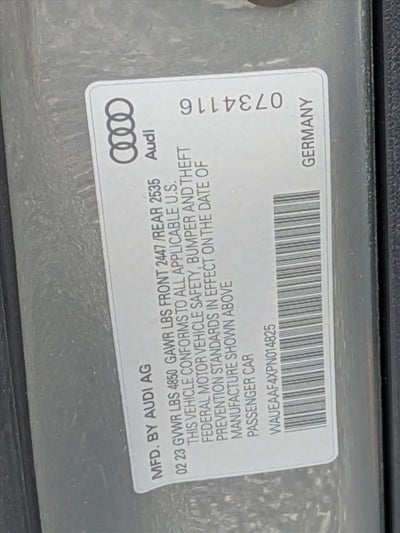 Audi
0734116
MFD. BY AUDI AG
GERMANY
02 23 GVWR LBS 4850 GAWR LBS FRONT 2447 /REAR 2535
THIS VEHICLE CONFORMS TO ALL APPLICABLE U.S.
FEDERAL MOTOR VEHICLE SAFETY, BUMPER AND THEFT
PREVENTION STANDARDS IN EFFECT ON THE DATE OF
MANUFACTURE SHOWN ABOVE
PASSENGER CAR
WAUEAAF4XPN014825